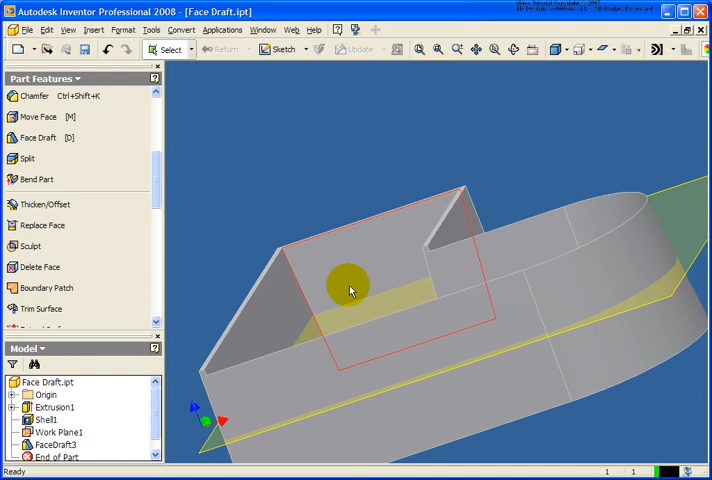 Autodesk Inventor Professional 2008 - [Face Draft.ipt]
File Edit View Insert Format Tools Convert Applications Window Web Help
Select Return Sketch Update
Part Features
Chamfer Ctrl+Shift+K
Move Face [M]
Face Draft [D]
Split
Bend Part
Thicken/Offset
Replace Face
Sculpt
Delete Face
Boundary Patch
Trim Surface
Model
Face Draft.ipt
Origin
Extrusion1
Shell1
Work Plane1
FaceDraft3
End of Part
Ready 1 1